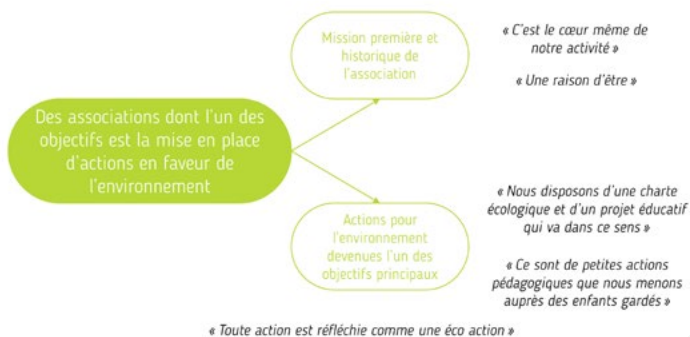 Des associations dont l'un des
objectifs est la mise en place
d'actions en faveur de
l'environnement
Mission première et
historique de
l'association
« C'est le cœur même de
notre activité »
« Une raison d'être »
Actions pour
l'environnement
devenues l'un des
objectifs principaux
« Nous disposons d'une charte
écologique et d'un projet éducatif
qui va dans ce sens »
« Ce sont de petites actions
pédagogiques que nous menons
auprès des enfants gardés »
« Toute action est réfléchie comme une éco action »